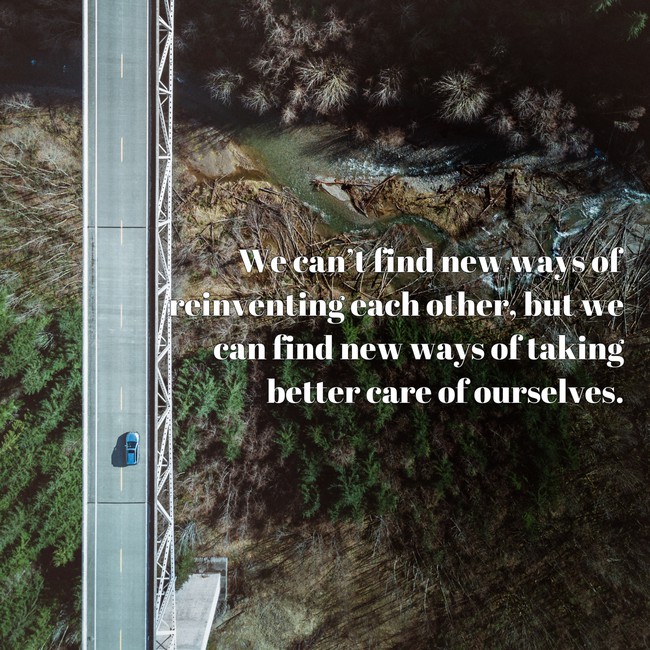 We can't find new ways of
reinventing each other, but we
can find new ways of taking
better care of ourselves.